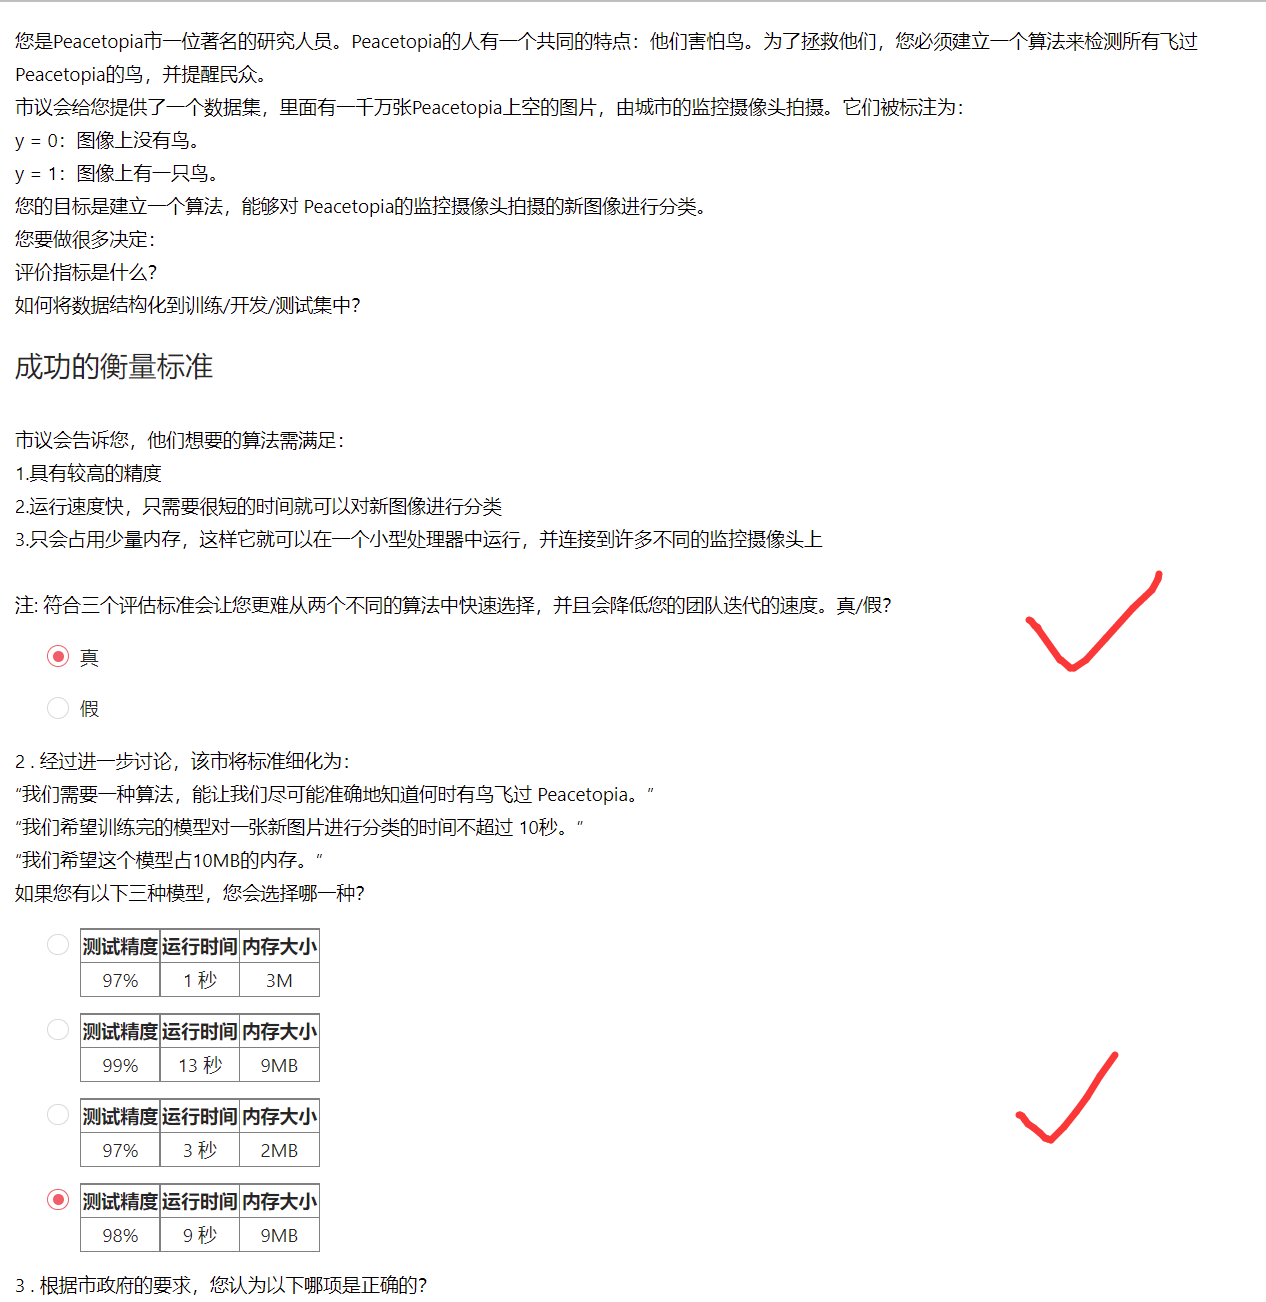 您是Peacetopia市一位著名的研究人员。Peacetopia的人有一个共同的特点：他们害怕鸟。为了拯救他们，您必须建立一个算法来检测所有飞过
Peacetopia的鸟，并提醒民众。
市议会给您提供了一个数据集，里面有一千万张Peacetopia上空的图片，由城市的监控摄像头拍摄。它们被标注为：
y = 0：图像上没有鸟。
y = 1：图像上有一只鸟。
您的目标是建立一个算法，能够对 Peacetopia的监控摄像头拍摄的新图像进行分类。
您要做很多决定：
评价指标是什么？
如何将数据结构化到训练/开发/测试集中？
成功的衡量标准
市议会告诉您，他们想要的算法需满足：
1.具有较高的精度
2.运行速度快，只需要很短的时间就可以对新图像进行分类
3.只会占用少量内存，这样它就可以在一个小型处理器中运行，并连接到许多不同的监控摄像头上
注: 符合三个评估标准会让您更难从两个不同的算法中快速选择，并且会降低您的团队迭代的速度。真/假？
真
假
2 . 经过进一步讨论，该市将标准细化为：
“我们需要一种算法，能让我们尽可能准确地知道何时有鸟飞过 Peacetopia。”
“我们希望训练完的模型对一张新图片进行分类的时间不超过 10秒。”
“我们希望这个模型占10MB的内存。”
如果您有以下三种模型，您会选择哪一种？
测试精度 运行时间 内存大小
97% 1 秒 3M
测试精度 运行时间 内存大小
99% 13 秒 9MB
测试精度 运行时间 内存大小
97% 3 秒 2MB
测试精度 运行时间 内存大小
98% 9 秒 9MB
3 . 根据市政府的要求，您认为以下哪项是正确的？